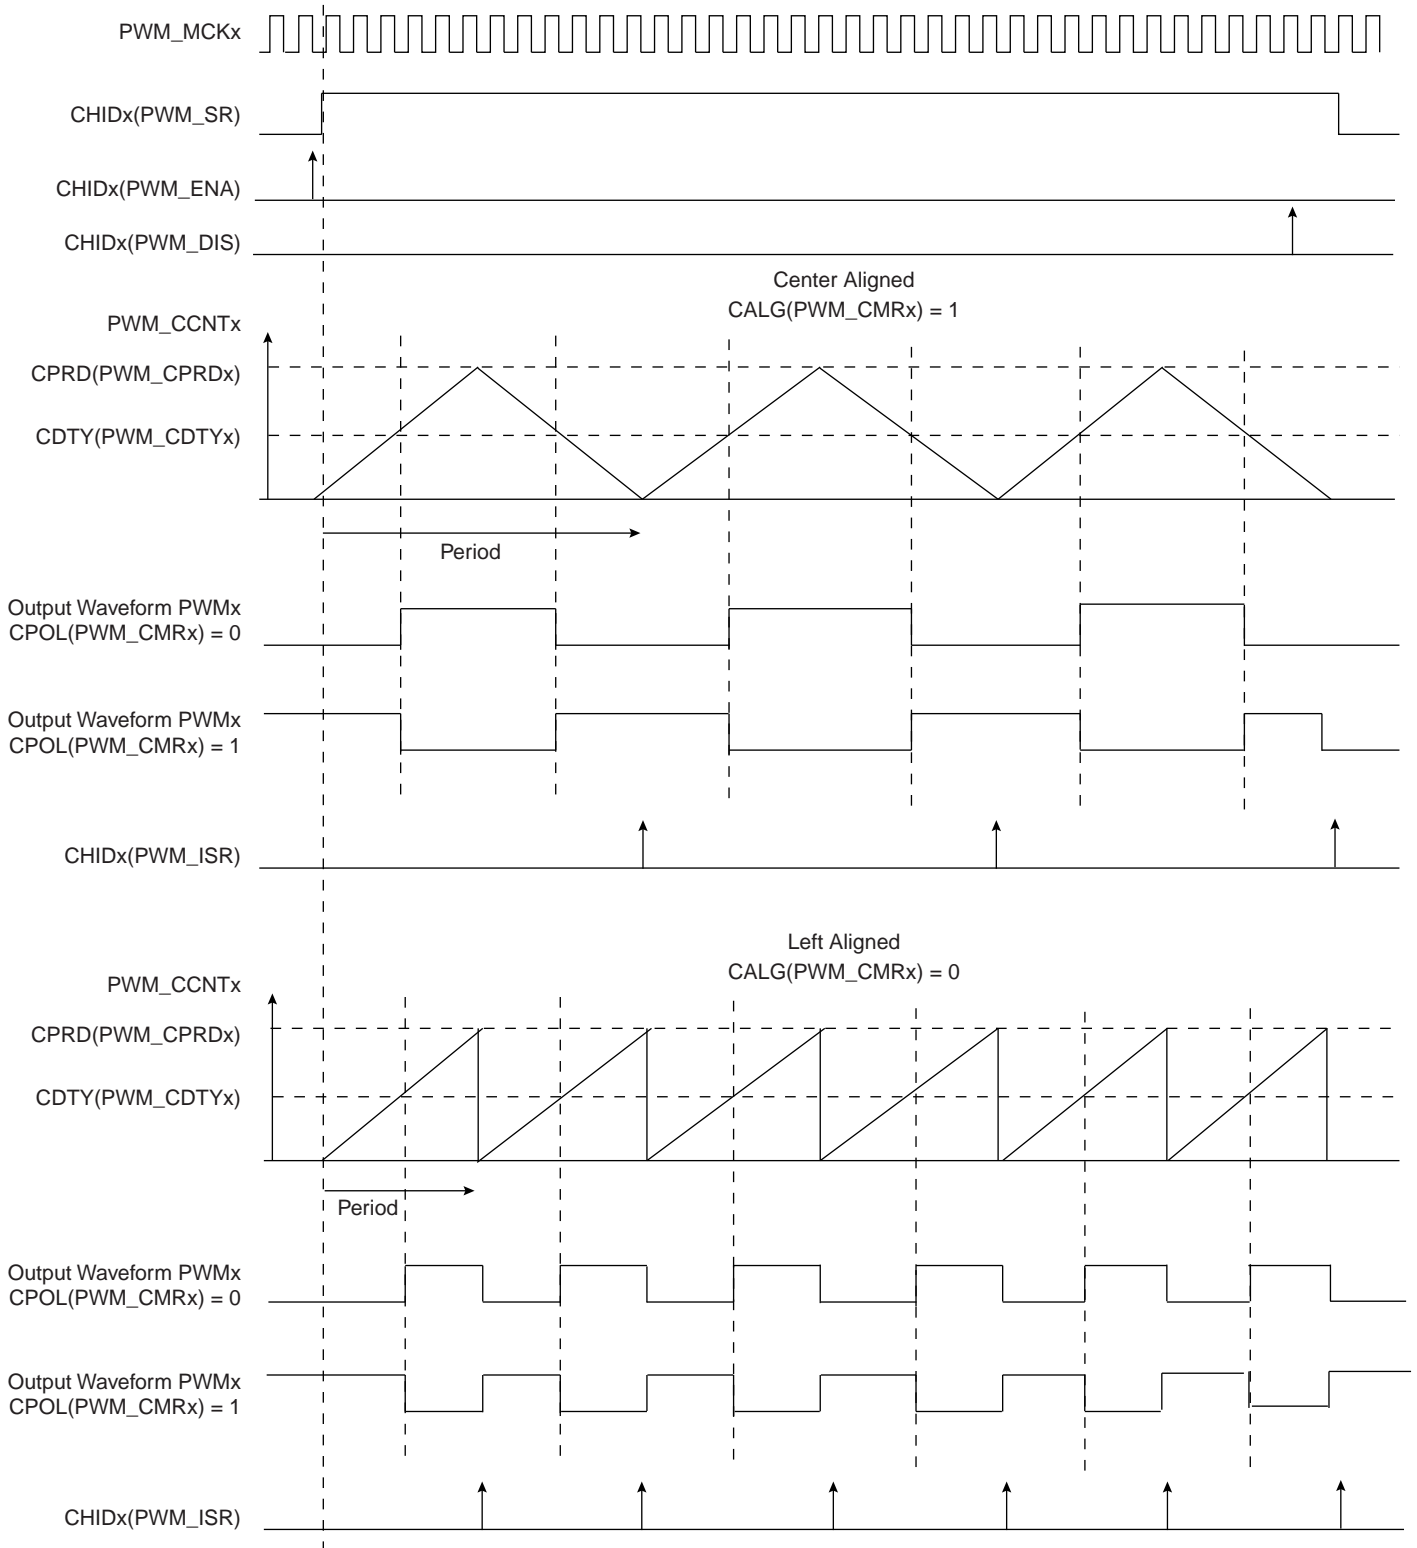 PWM_MCKx
CHIDx(PWM_SR)
CHIDx(PWM_ENA)
CHIDx(PWM_DIS)
Center Aligned
CALG(PWM_CMRx) = 1
PWM_CCNTx
CPRD(PWM_CPRDx)
CDTY(PWM_CDTYx)
Period
Output Waveform PWMx
CPOL(PWM_CMRx) = 0
Output Waveform PWMx
CPOL(PWM_CMRx) = 1
CHIDx(PWM_ISR)
Left Aligned
CALG(PWM_CMRx) = 0
PWM_CCNTx
CPRD(PWM_CPRDx)
CDTY(PWM_CDTYx)
Period
Output Waveform PWMx
CPOL(PWM_CMRx) = 0
Output Waveform PWMx
CPOL(PWM_CMRx) = 1
CHIDx(PWM_ISR)